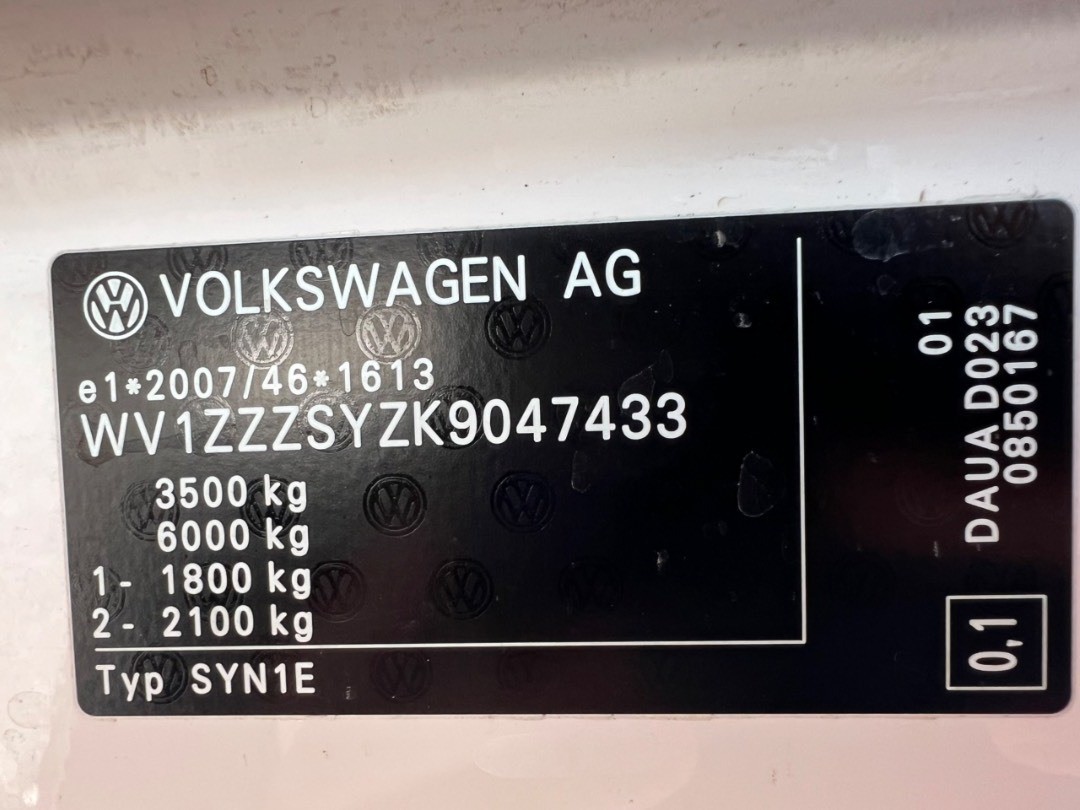 VOLKSWAGEN AG
e1*2007/46*1613
WV1ZZZSYZK9047433
3500 kg
6000 kg
1- 1800 kg
2- 2100 kg
Typ SYN1E
01
DAUA D023
0850167
0,1